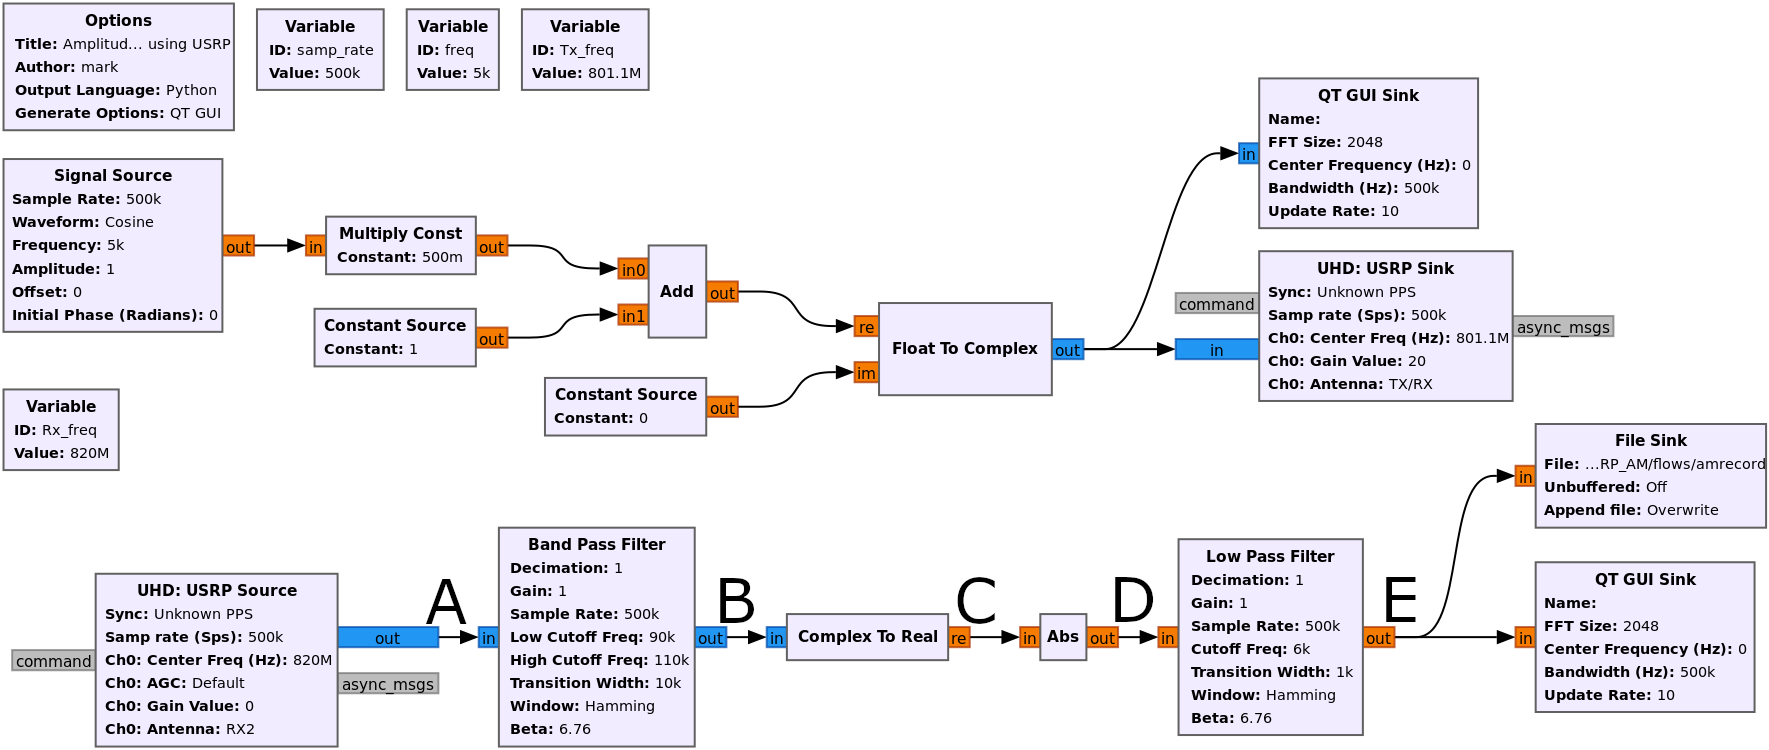 Options
Title: Amplitud... using USRP
Author: mark
Output Language: Python
Generate Options: QT GUI
Variable
ID: samp_rate
Value: 500k
Variable
ID: freq
Value: 5k
Variable
ID: Tx_freq
Value: 801.1M
Signal Source
Sample Rate: 500k
Waveform: Cosine
Frequency: 5k
Amplitude: 1
Offset: 0
Initial Phase (Radians): 0
out
in
Multiply Const
Constant: 500m
out
Constant Source
Constant: 1
out
in0
in1
Add
out
Constant Source
Constant: 0
out
re
im
Float To Complex
out
in
QT GUI Sink
Name:
FFT Size: 2048
Center Frequency (Hz): 0
Bandwidth (Hz): 500k
Update Rate: 10
command
in
UHD: USRP Sink
Sync: Unknown PPS
Samp rate (Sps): 500k
Ch0: Center Freq (Hz): 801.1M
Ch0: Gain Value: 20
Ch0: Antenna: TX/RX
async_msgs
Variable
ID: Rx_freq
Value: 820M
command
UHD: USRP Source
Sync: Unknown PPS
Samp rate (Sps): 500k
Ch0: Center Freq (Hz): 820M
Ch0: AGC: Default
Ch0: Gain Value: 0
Ch0: Antenna: RX2
out
async_msgs
A
in
Band Pass Filter
Decimation: 1
Gain: 1
Sample Rate: 500k
Low Cutoff Freq: 90k
High Cutoff Freq: 110k
Transition Width: 10k
Window: Hamming
Beta: 6.76
out
B
in
Complex To Real
re
C
in
Abs
out
D
in
Low Pass Filter
Decimation: 1
Gain: 1
Sample Rate: 500k
Cutoff Freq: 6k
Transition Width: 1k
Window: Hamming
Beta: 6.76
out
E
in
File Sink
File: ...RP_AM/flows/amrecord
Unbuffered: Off
Append file: Overwrite
in
QT GUI Sink
Name:
FFT Size: 2048
Center Frequency (Hz): 0
Bandwidth (Hz): 500k
Update Rate: 10